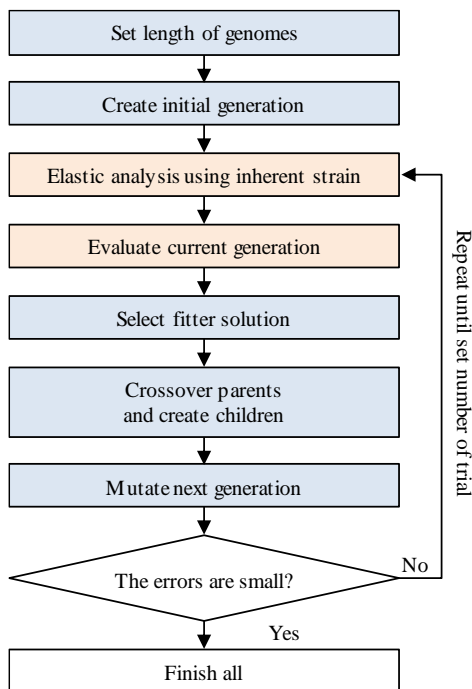 Set length of genomes
Create initial generation
Elastic analysis using inherent strain
Evaluate current generation
Select fitter solution
Crossover parents
and create children
Mutate next generation
The errors are small?
No
Repeat until set number of trial
Yes
Finish all